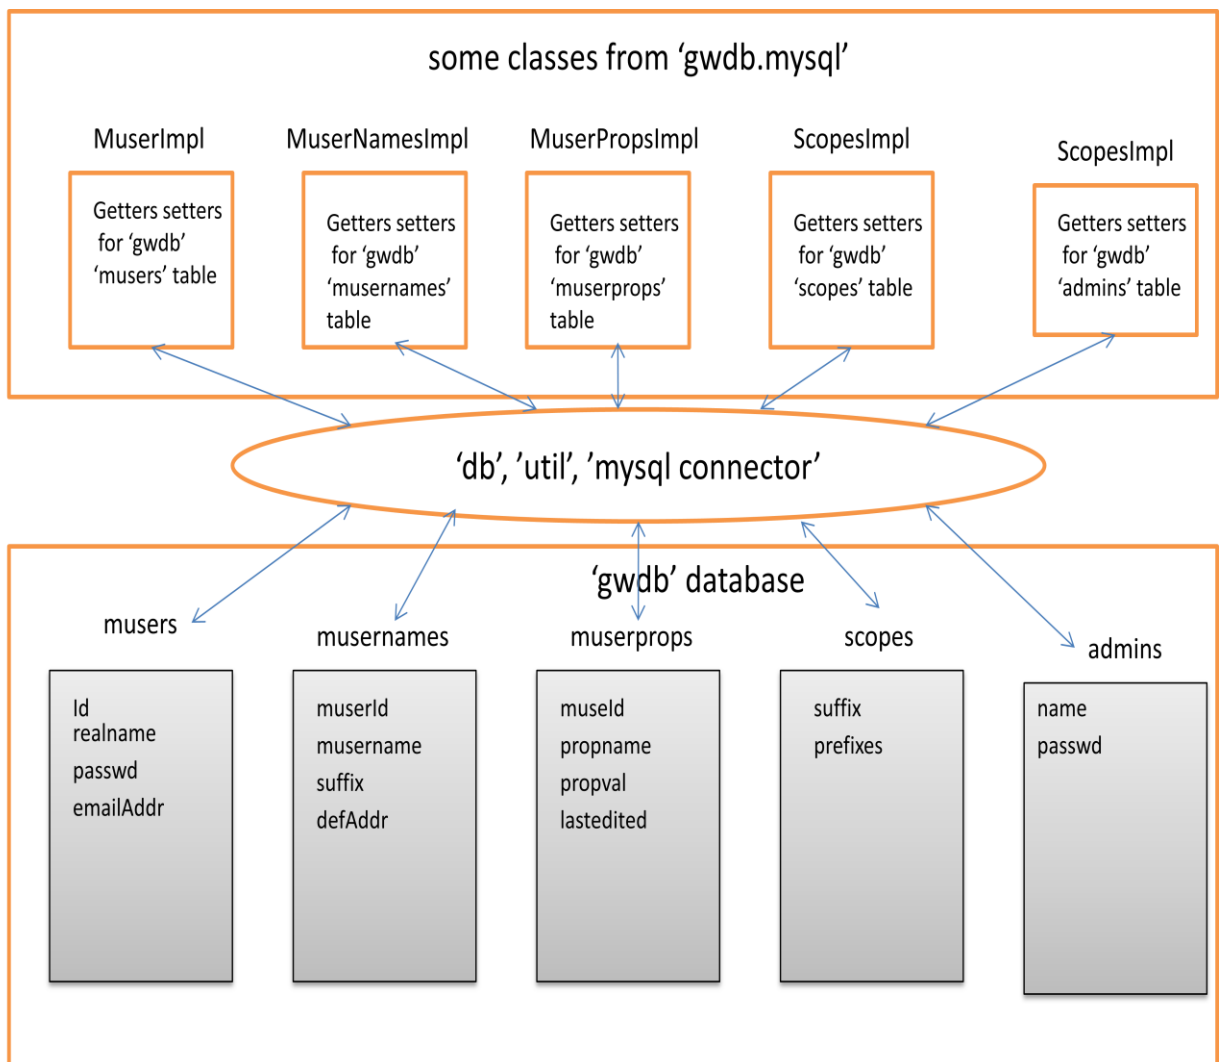 some classes from ‘gwdb.mysql’
MuserImpl
MuserNamesImpl
MuserPropsImpl
ScopesImpl
ScopesImpl
Getters setters
for ‘gwdb’
‘musers’ table
Getters setters
for ‘gwdb’
‘musernames’
table
Getters setters
for ‘gwdb’
‘muserprops’
table
Getters setters
for ‘gwdb’
‘scopes’ table
Getters setters
for ‘gwdb’
‘admins’ table
‘db’, ’util’, ’mysql connector’
‘gwdb’ database
musers
musernames
muserprops
scopes
admins
Id
realname
passwd
emailAddr
muserId
musername
suffix
defAddr
museId
propname
propval
lastedited
suffix
prefixes
name
passwd